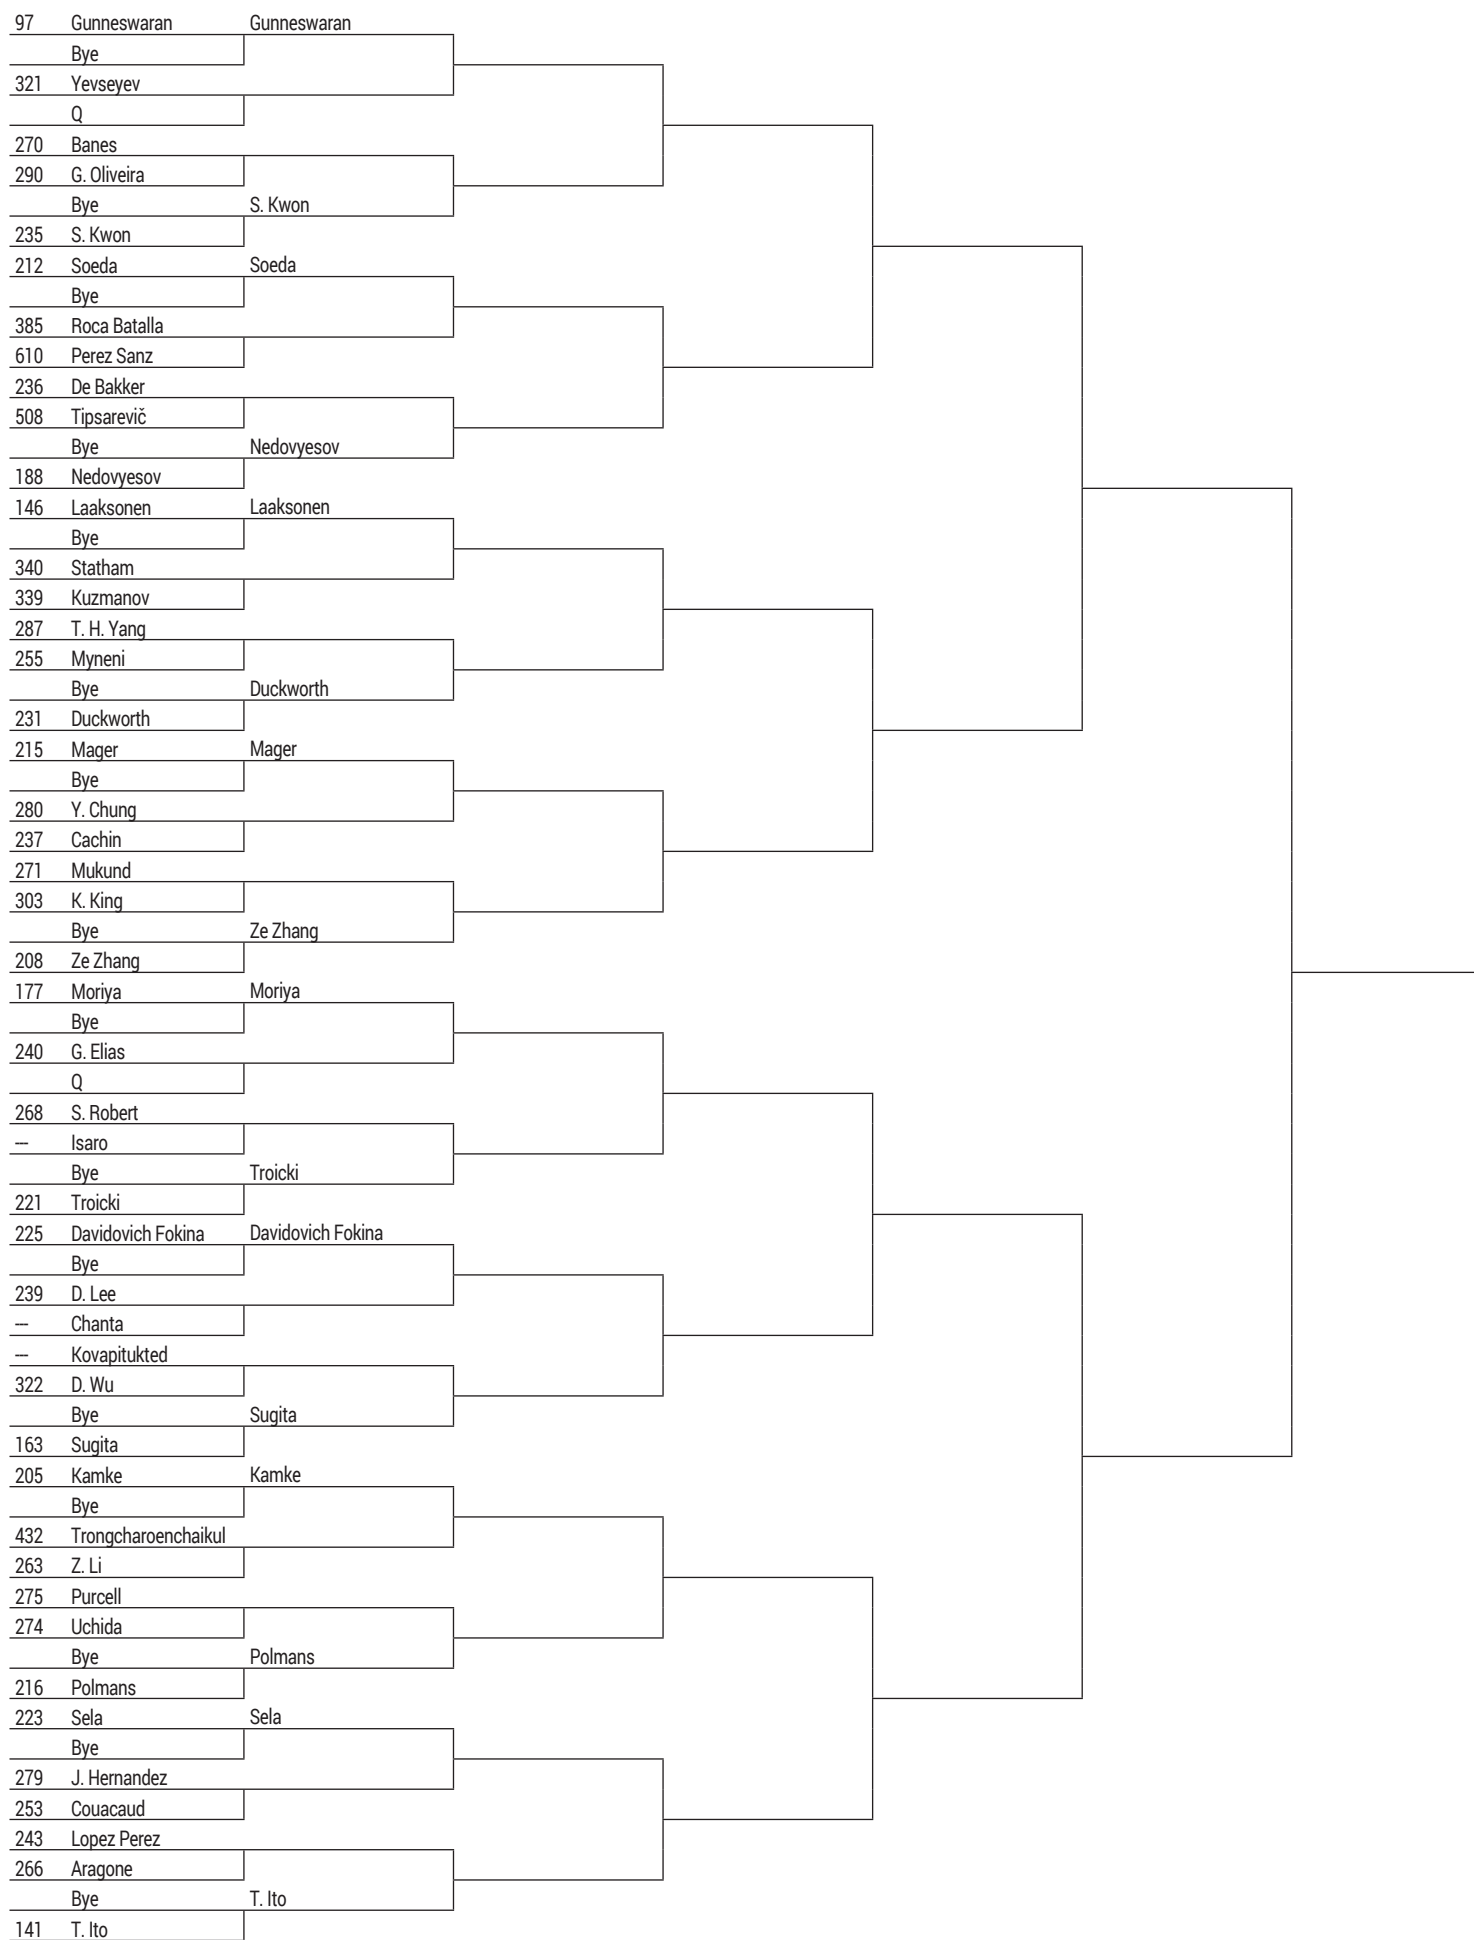 97 Gunneswaran Gunneswaran
Bye
321 Yevseyev
Q
270 Banes
290 G. Oliveira
Bye S. Kwon
235 S. Kwon
212 Soeda Soeda
Bye
385 Roca Batalla
610 Perez Sanz
236 De Bakker
508 Tipsarevič
Bye Nedovyesov
188 Nedovyesov
146 Laaksonen Laaksonen
Bye
340 Statham
339 Kuzmanov
287 T. H. Yang
255 Myneni
Bye Duckworth
231 Duckworth
215 Mager Mager
Bye
280 Y. Chung
237 Cachin
271 Mukund
303 K. King
Bye Ze Zhang
208 Ze Zhang
177 Moriya Moriya
Bye
240 G. Elias
Q
268 S. Robert
--- Isaro
Bye Troicki
221 Troicki
225 Davidovich Fokina Davidovich Fokina
Bye
239 D. Lee
--- Chanta
--- Kovapitukted
322 D. Wu
Bye Sugita
163 Sugita
205 Kamke Kamke
Bye
432 Trongcharoenchaikul
263 Z. Li
275 Purcell
274 Uchida
Bye Polmans
216 Polmans
223 Sela Sela
Bye
279 J. Hernandez
253 Couacaud
243 Lopez Perez
266 Aragone
Bye T. Ito
141 T. Ito